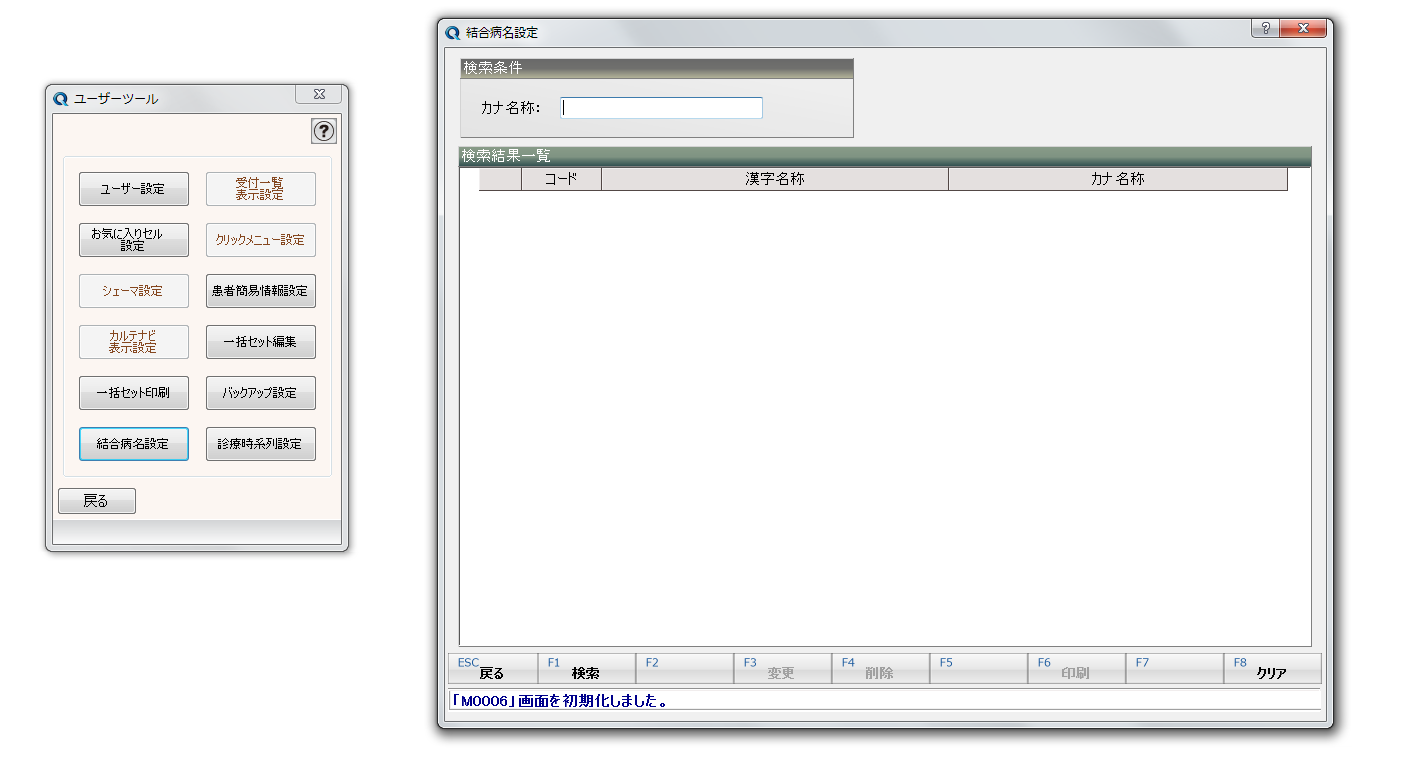 ユーザーツール
?
ユーザー設定
受付一覧
表示設定
お気に入りセル
設定
クリックメニュー設定
シェーマ設定
患者簡易情報設定
カルテナビ
表示設定
一括セット編集
一括セット印刷
バックアップ設定
結合病名設定
診療時系列設定
戻る
結合病名設定
?
検索条件
カナ名称:
検索結果一覧
コード 漢字名称 カナ名称
ESC 戻る F1 検索 F2 F3 変更 F4 削除 F5 F6 印刷 F7 F8 クリア
「M0006」画面を初期化しました。